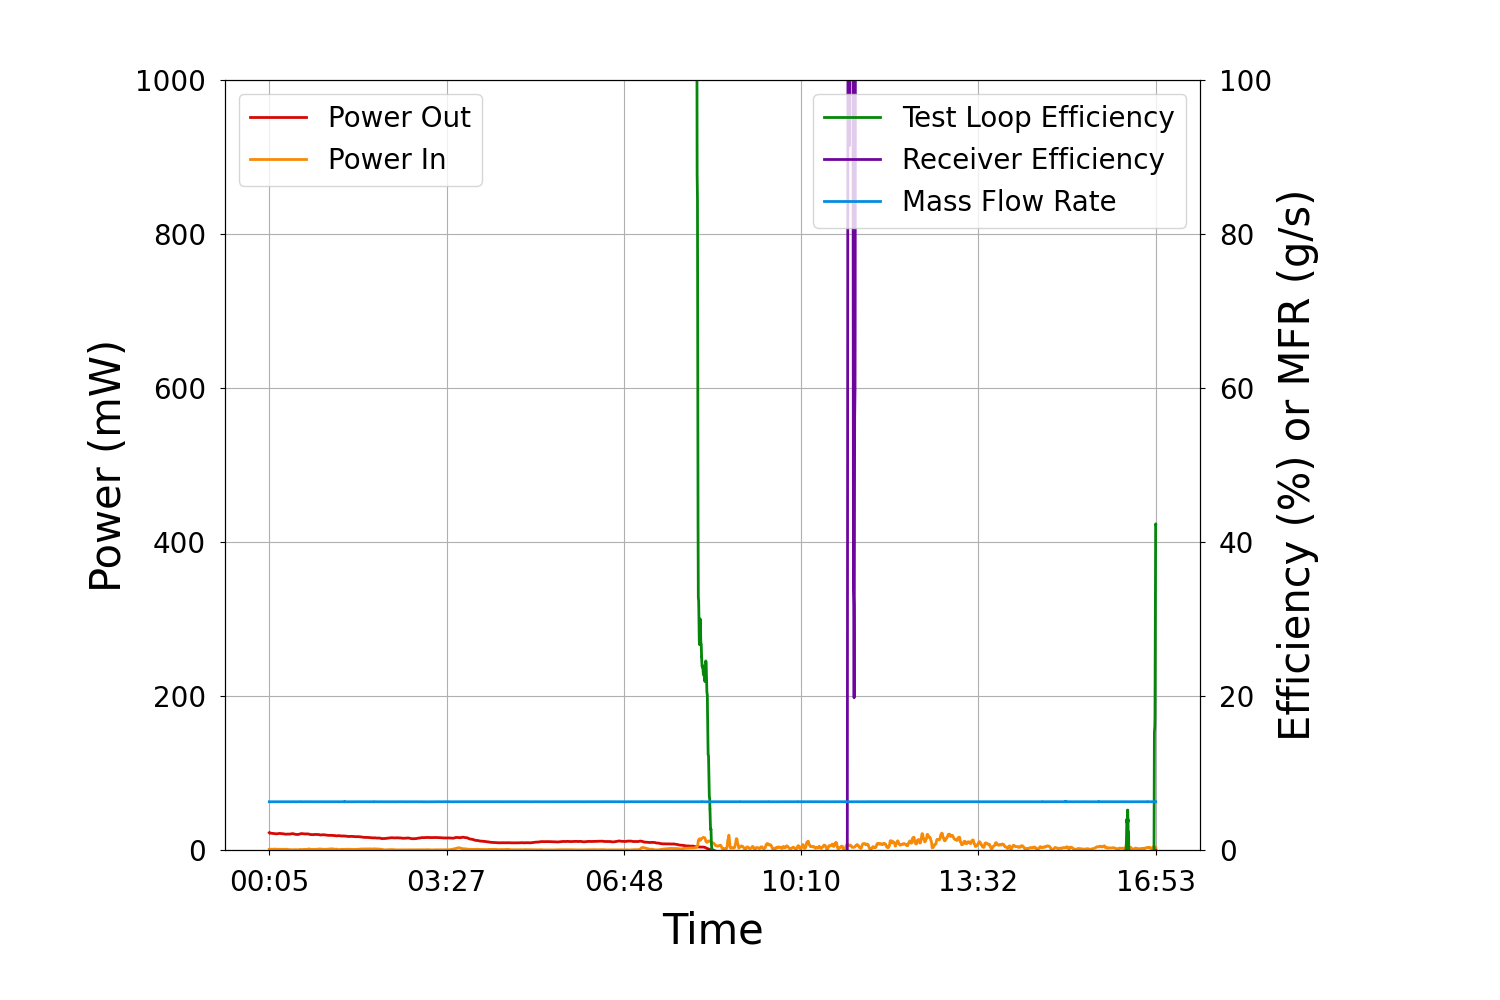 1000
800
600
400
200
0
Power (mW)
Power Out
Power In
Test Loop Efficiency
Receiver Efficiency
Mass Flow Rate
100
80
60
40
20
0
Efficiency (%) or MFR (g/s)
00:05 03:27 06:48 10:10 13:32 16:53
Time